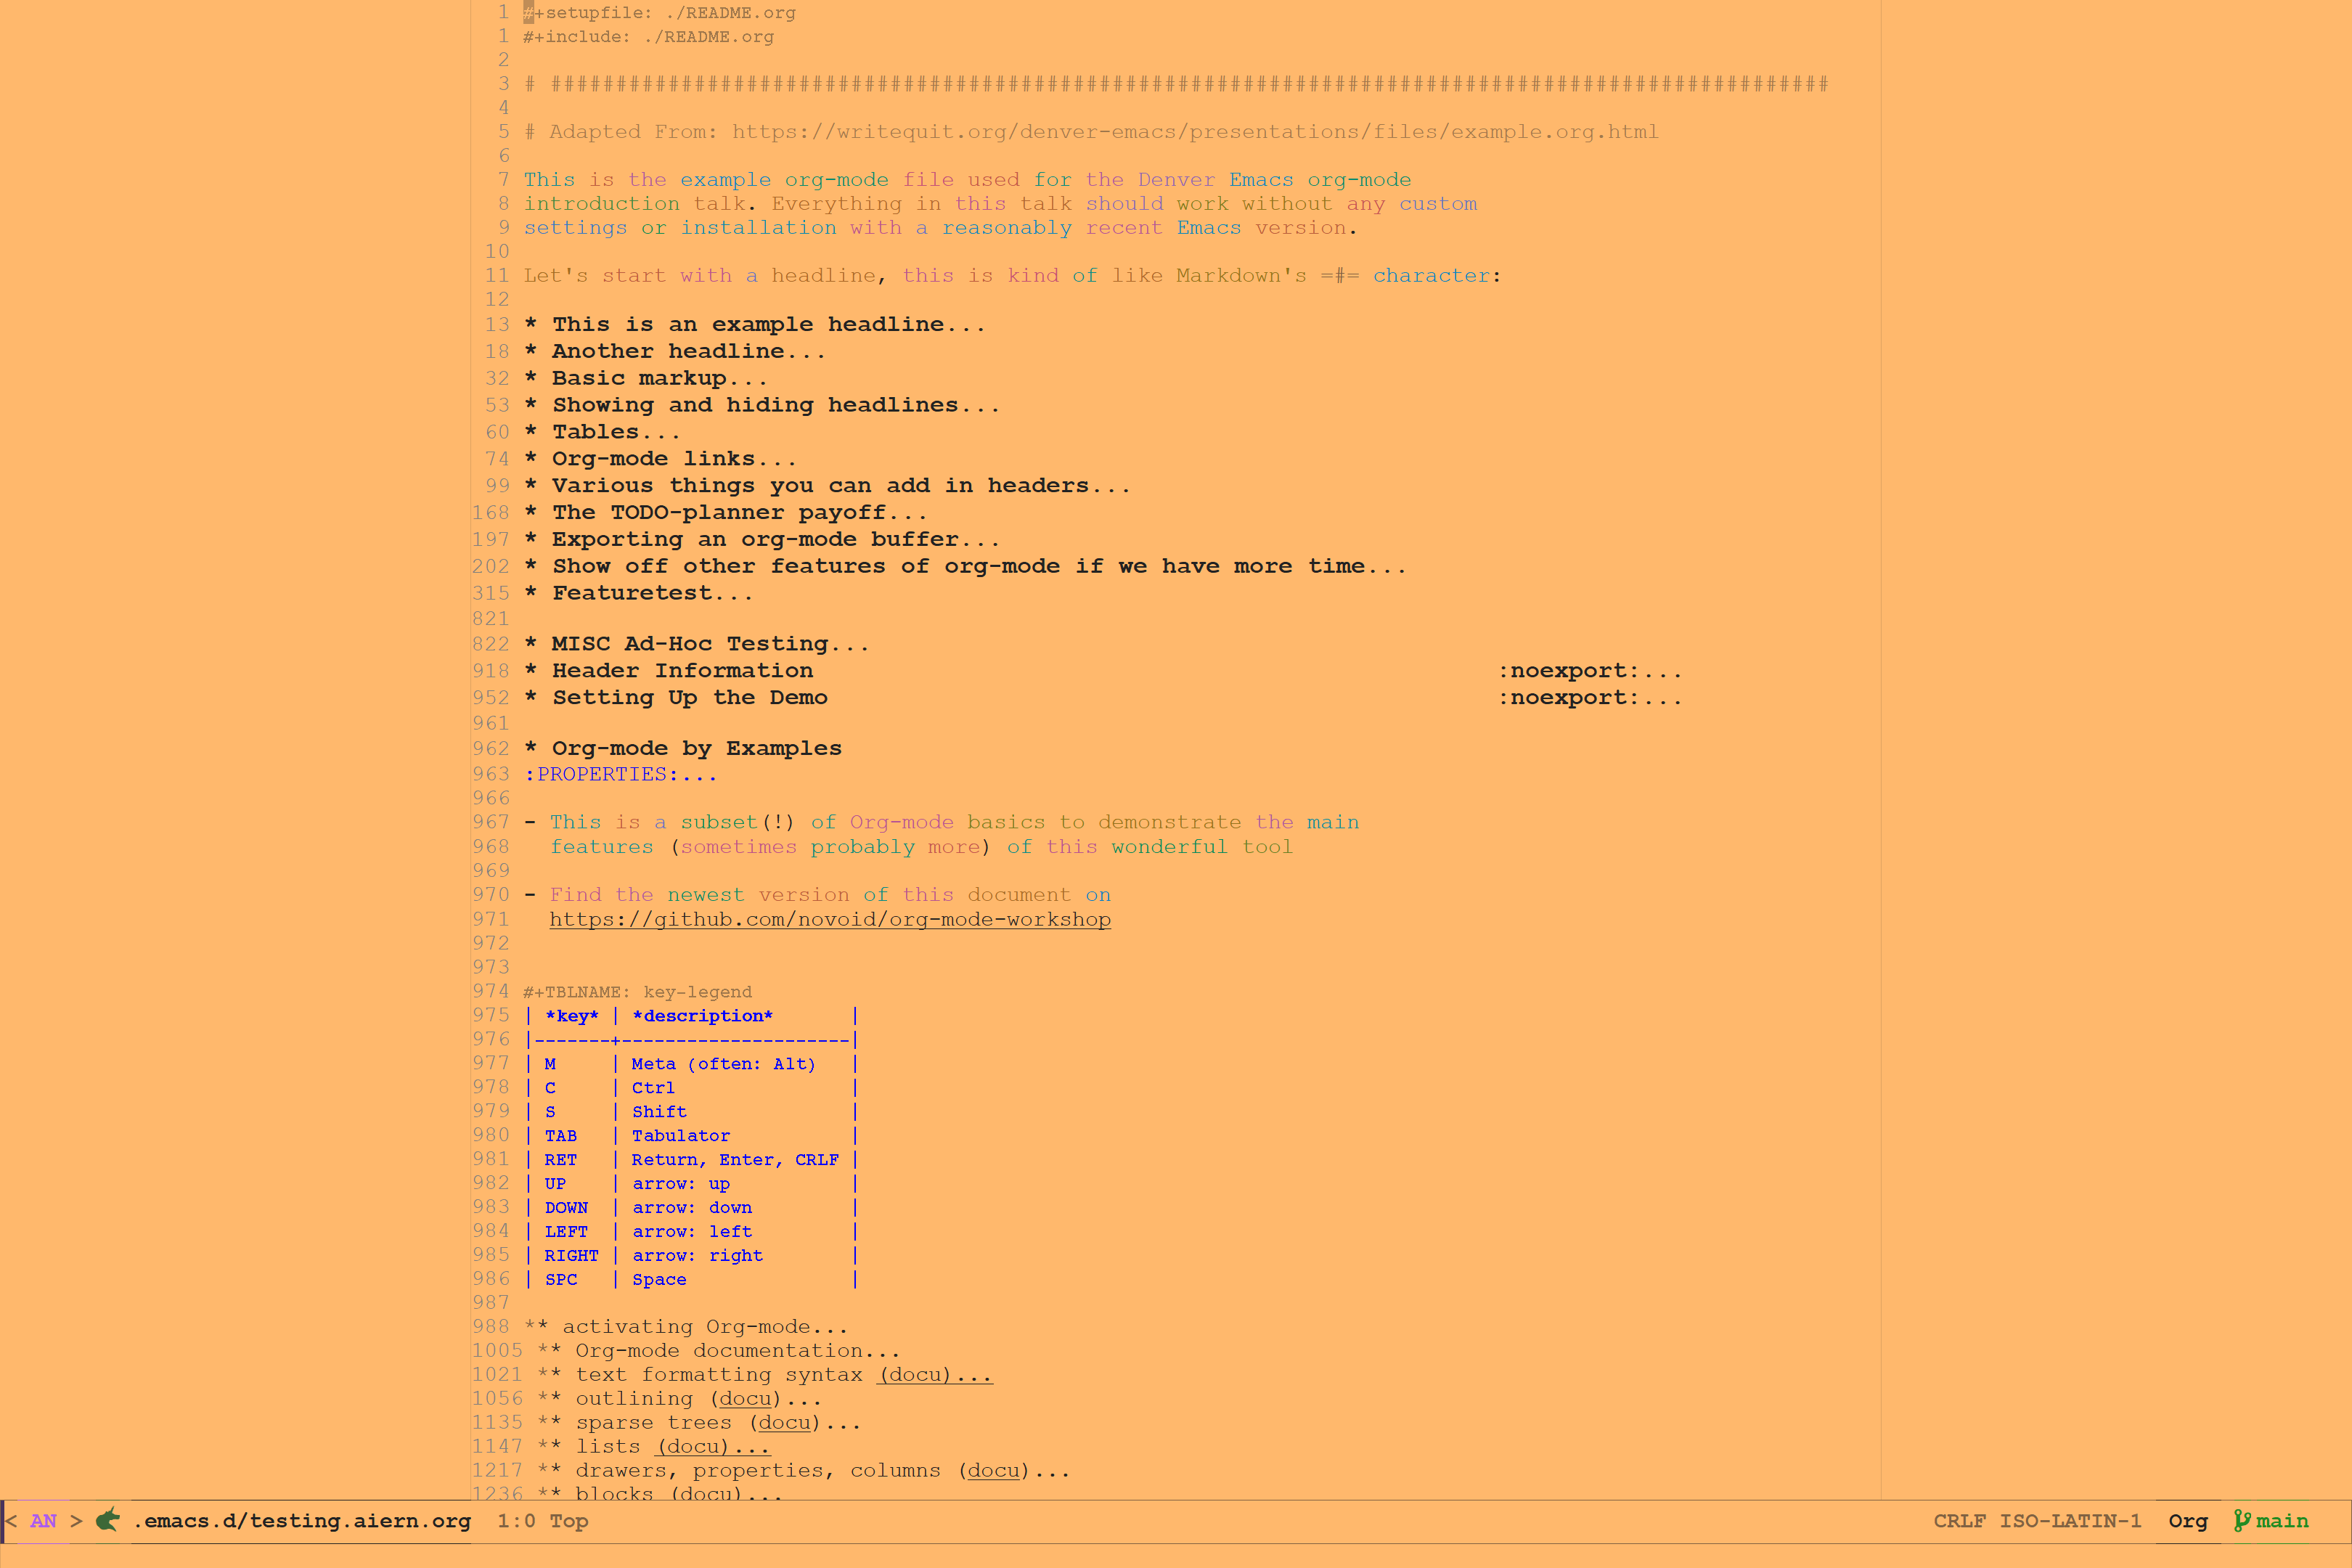 1 #+setupfile: ./README.org
1 #+include: ./README.org
2
3 # ##################################################################################################
4
5 # Adapted From: https://writequit.org/denver-emacs/presentations/files/example.org.html
6
7 This is the example org-mode file used for the Denver Emacs org-mode
8 introduction talk. Everything in this talk should work without any custom
9 settings or installation with a reasonably recent Emacs version.
10
11 Let's start with a headline, this is kind of like Markdown's =#= character:
12
13 * This is an example headline...
18 * Another headline...
32 * Basic markup...
53 * Showing and hiding headlines...
60 * Tables...
74 * Org-mode links...
99 * Various things you can add in headers...
168 * The TODO-planner payoff...
197 * Exporting an org-mode buffer...
202 * Show off other features of org-mode if we have more time...
315 * Featuretest...
821
822 * MISC Ad-Hoc Testing...
918 * Header Information :noexport:...
952 * Setting Up the Demo :noexport:...
961
962 * Org-mode by Examples
963 :PROPERTIES:...
966
967 - This is a subset(!) of Org-mode basics to demonstrate the main
968 features (sometimes probably more) of this wonderful tool
969
970 - Find the newest version of this document on
971 https://github.com/novoid/org-mode-workshop
972
973
974 #+TBLNAME: key-legend
975 | *key* | *description*       |
976 |-------+---------------------|
977 | M     | Meta (often: Alt)   |
978 | C     | Ctrl                |
979 | S     | Shift               |
980 | TAB   | Tabulator           |
981 | RET   | Return, Enter, CRLF |
982 | UP    | arrow: up           |
983 | DOWN  | arrow: down         |
984 | LEFT  | arrow: left         |
985 | RIGHT | arrow: right        |
986 | SPC   | Space               |
987
988 ** activating Org-mode...
1005 ** Org-mode documentation...
1021 ** text formatting syntax (docu)...
1056 ** outlining (docu)...
1135 ** sparse trees (docu)...
1147 ** lists (docu)...
1217 ** drawers, properties, columns (docu)...
1236 ** blocks (docu)...
< AN > .emacs.d/testing.aiern.org 1:0 Top CRLF ISO-LATIN-1 Org main